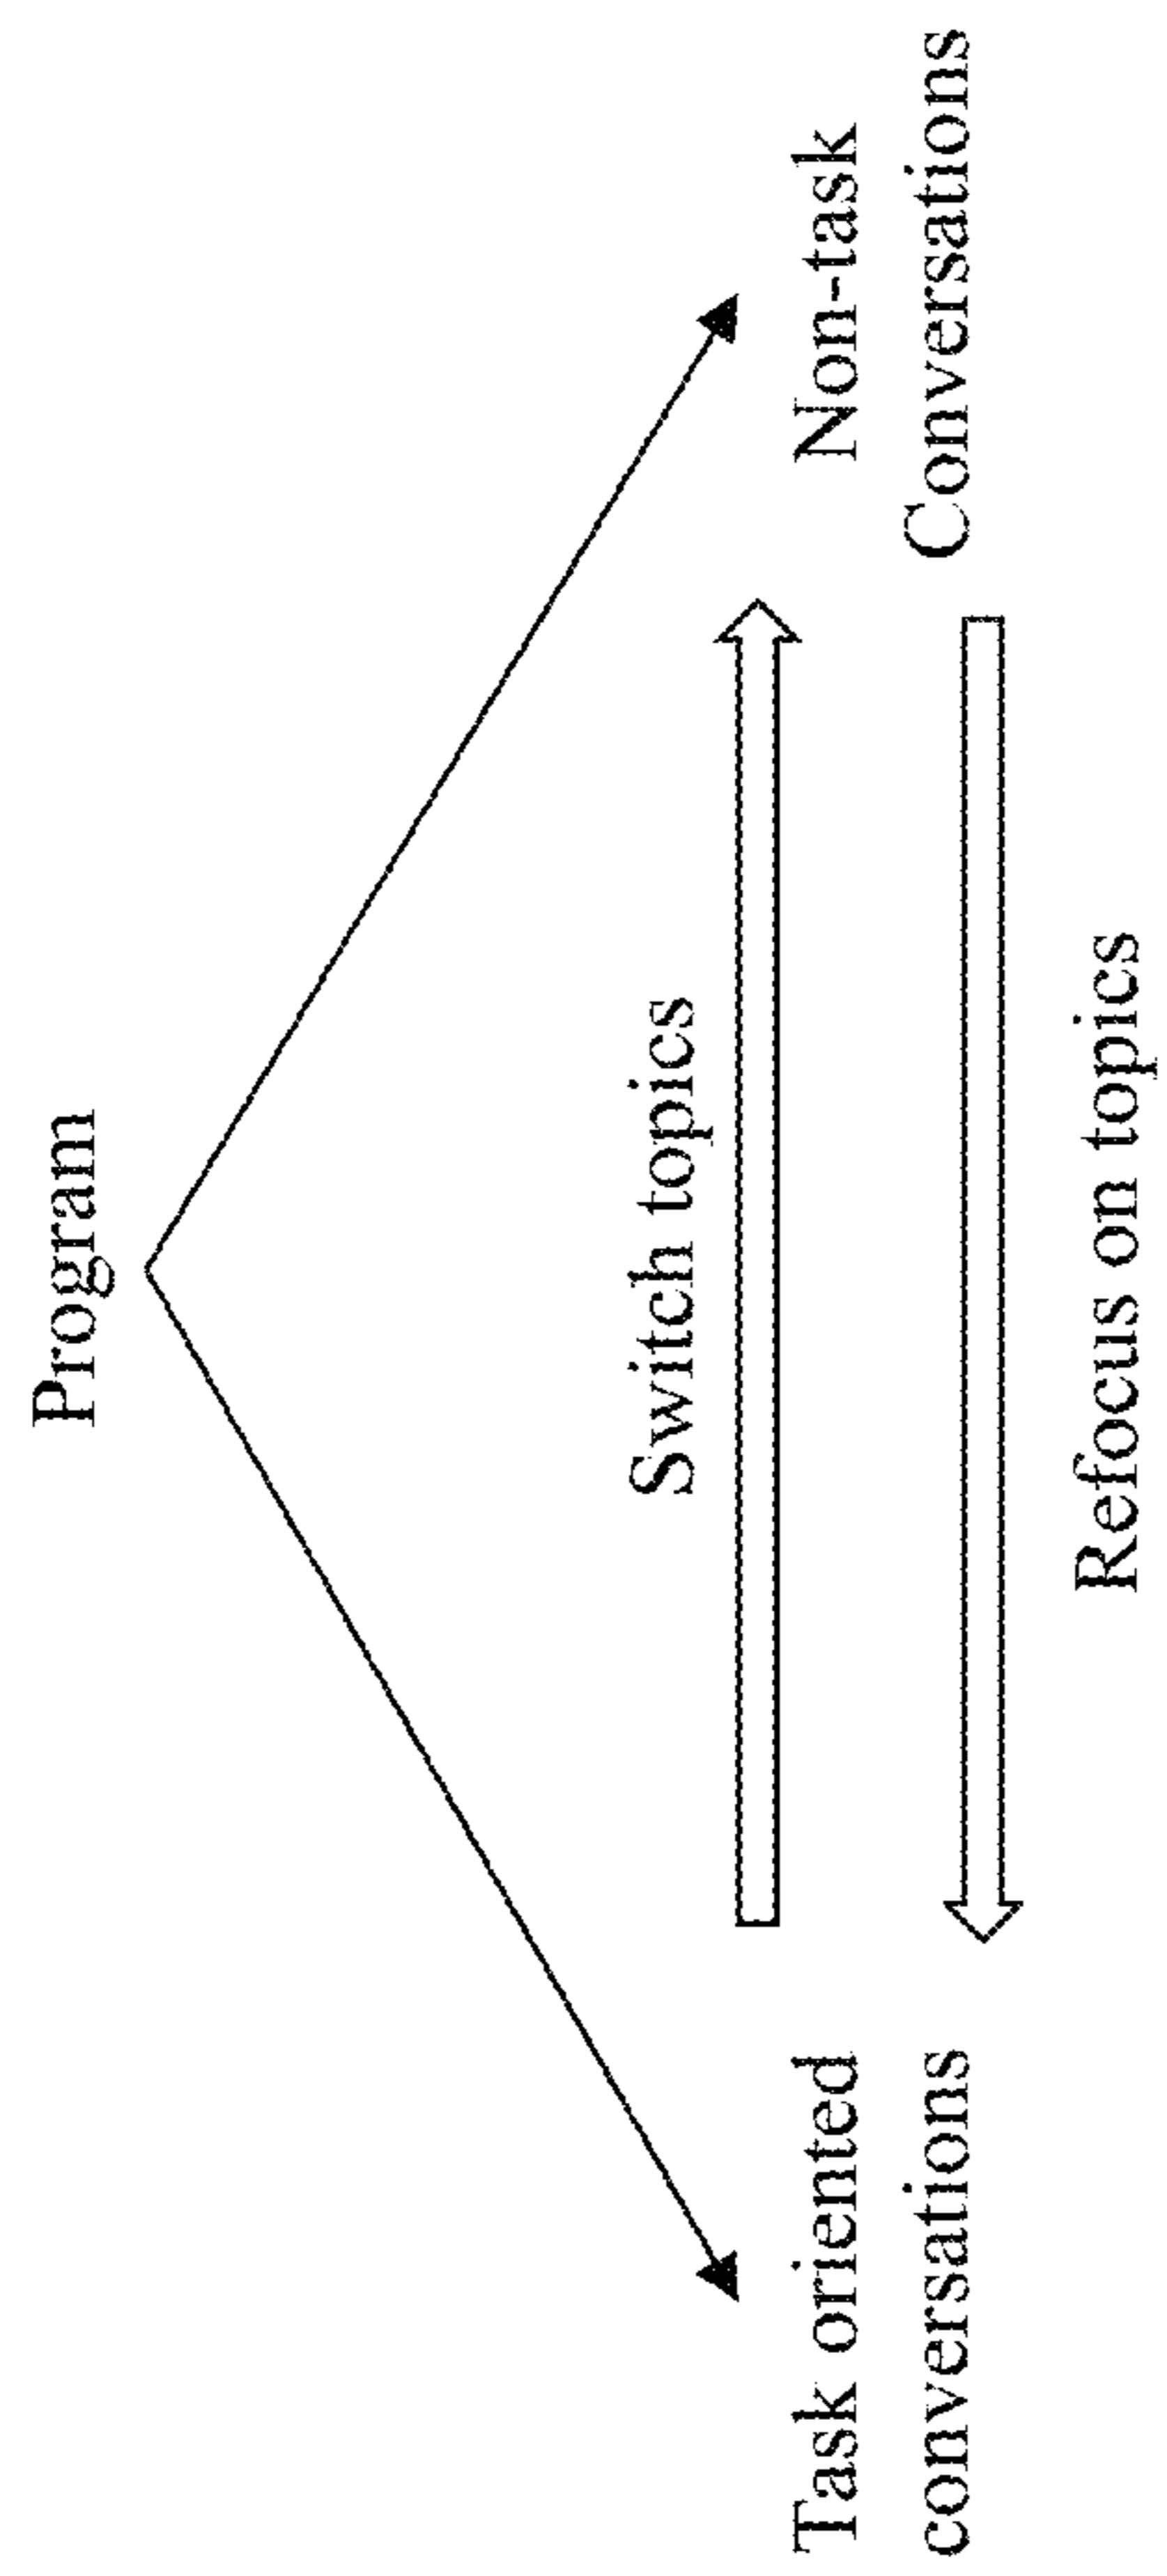 Program
Switch topics
Task oriented
conversations
Non-task
Conversations
Refocus on topics